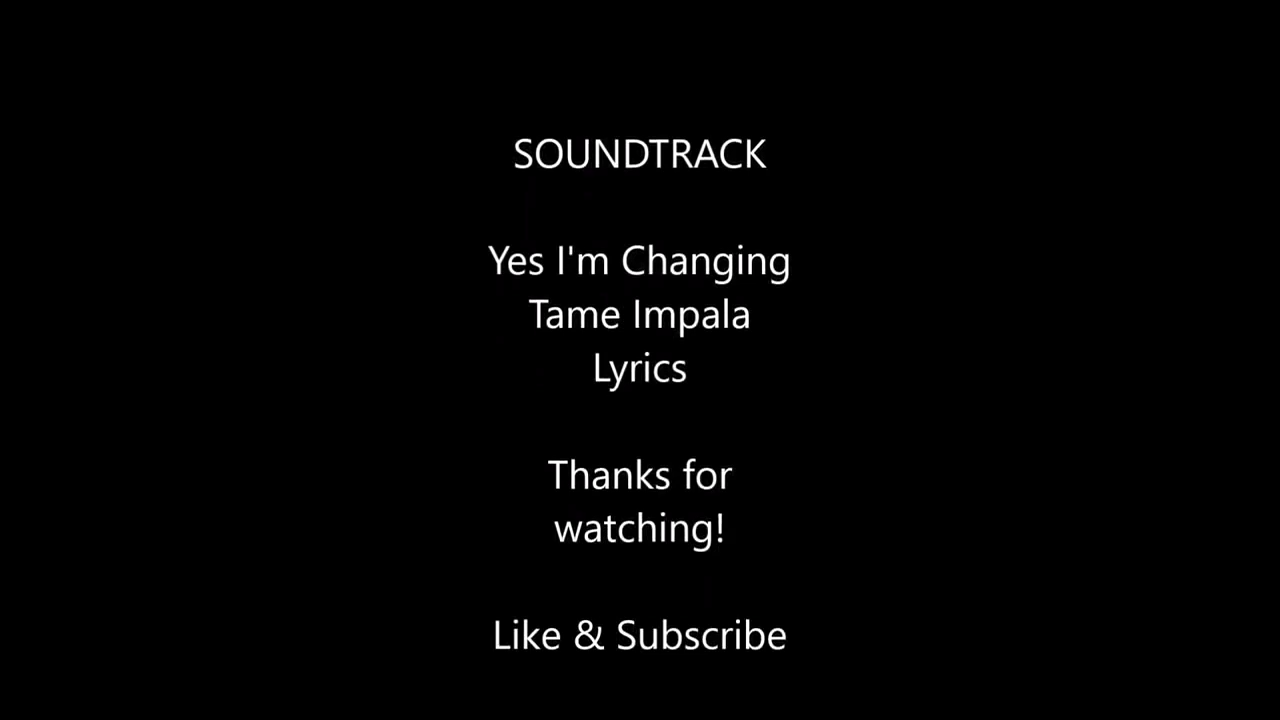 SOUNDTRACK
Yes I'm Changing
Tame Impala
Lyrics
Thanks for
watching!
Like & Subscribe